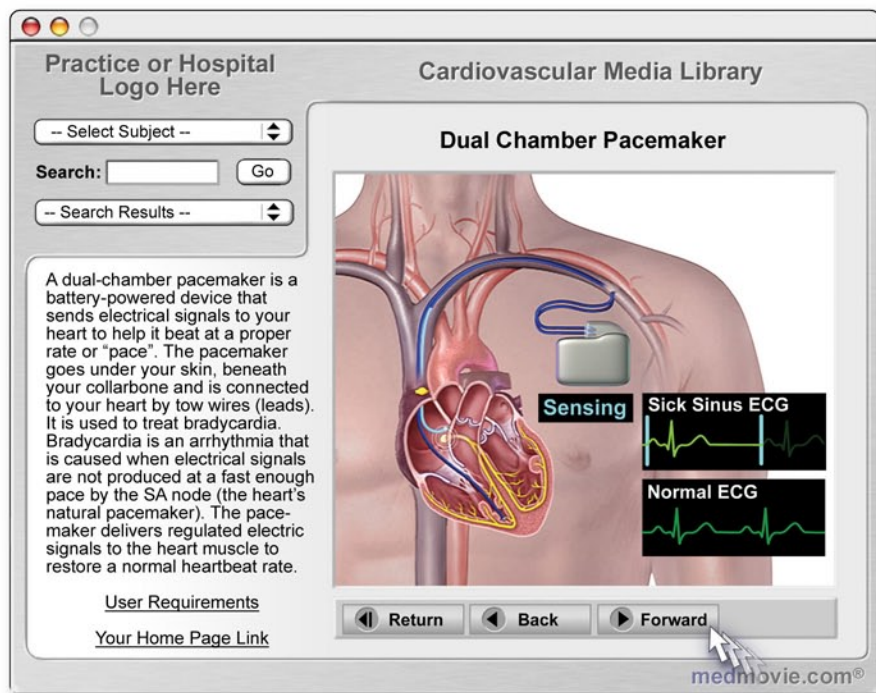 Practice or Hospital
Logo Here
Cardiovascular Media Library
-- Select Subject --
Search:
Go
-- Search Results --
A dual-chamber pacemaker is a
battery-powered device that
sends electrical signals to your
heart to help it beat at a proper
rate or “pace”. The pacemaker
goes under your skin, beneath
your collarbone and is connected
to your heart by tow wires (leads).
It is used to treat bradycardia.
Bradycardia is an arrhythmia that
is caused when electrical signals
are not produced at a fast enough
pace by the SA node (the heart’s
natural pacemaker). The pace-
maker delivers regulated electric
signals to the heart muscle to
restore a normal heartbeat rate.
User Requirements
Your Home Page Link
Dual Chamber Pacemaker
Sensing
Sick Sinus ECG
Normal ECG
Return
Back
Forward
medmovie.com®